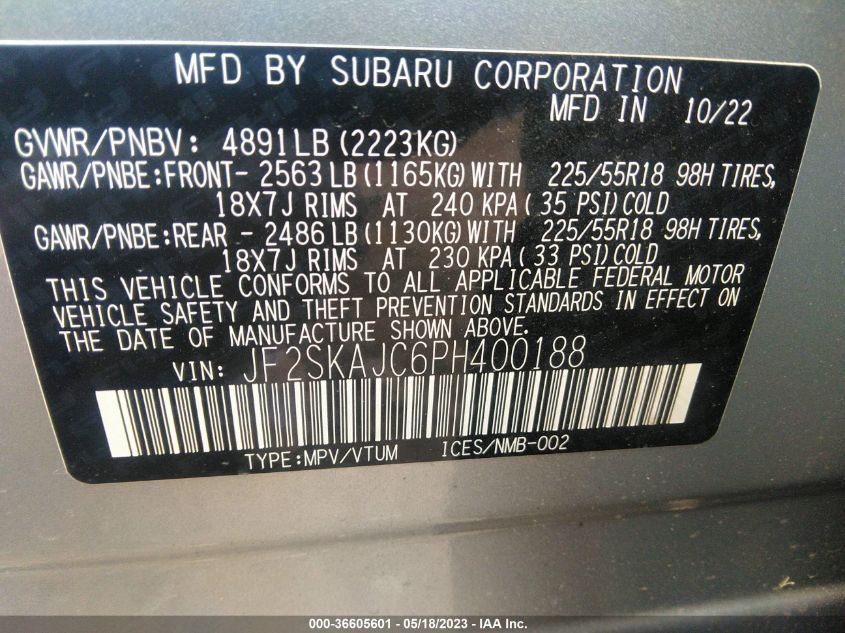 MFD BY SUBARU CORPORATION
MFD IN 10/22
GVWR/PNBV: 4891LB (2223KG)
GAWR/PNBE:FRONT- 2563 LB (1165KG) WITH 225/55R18 98H TIRES,
18X7J RIMS AT 240 KPA ( 35 PSI) COLD
GAWR/PNBE:REAR - 2486 LB (1130KG) WITH 225/55R18 98H TIRES,
18X7J RIMS AT 230 KPA ( 33 PSI) COLD
THIS VEHICLE CONFORMS TO ALL APPLICABLE FEDERAL MOTOR
VEHICLE SAFETY AND THEFT PREVENTION STANDARDS IN EFFECT ON
THE DATE OF MANUFACTURE SHOWN ABOVE.
VIN: JF2SKAJC6PH400188
TYPE:MPV/VTUM ICES/NMB-002
000-36605601 - 05/18/2023 - IAA Inc.